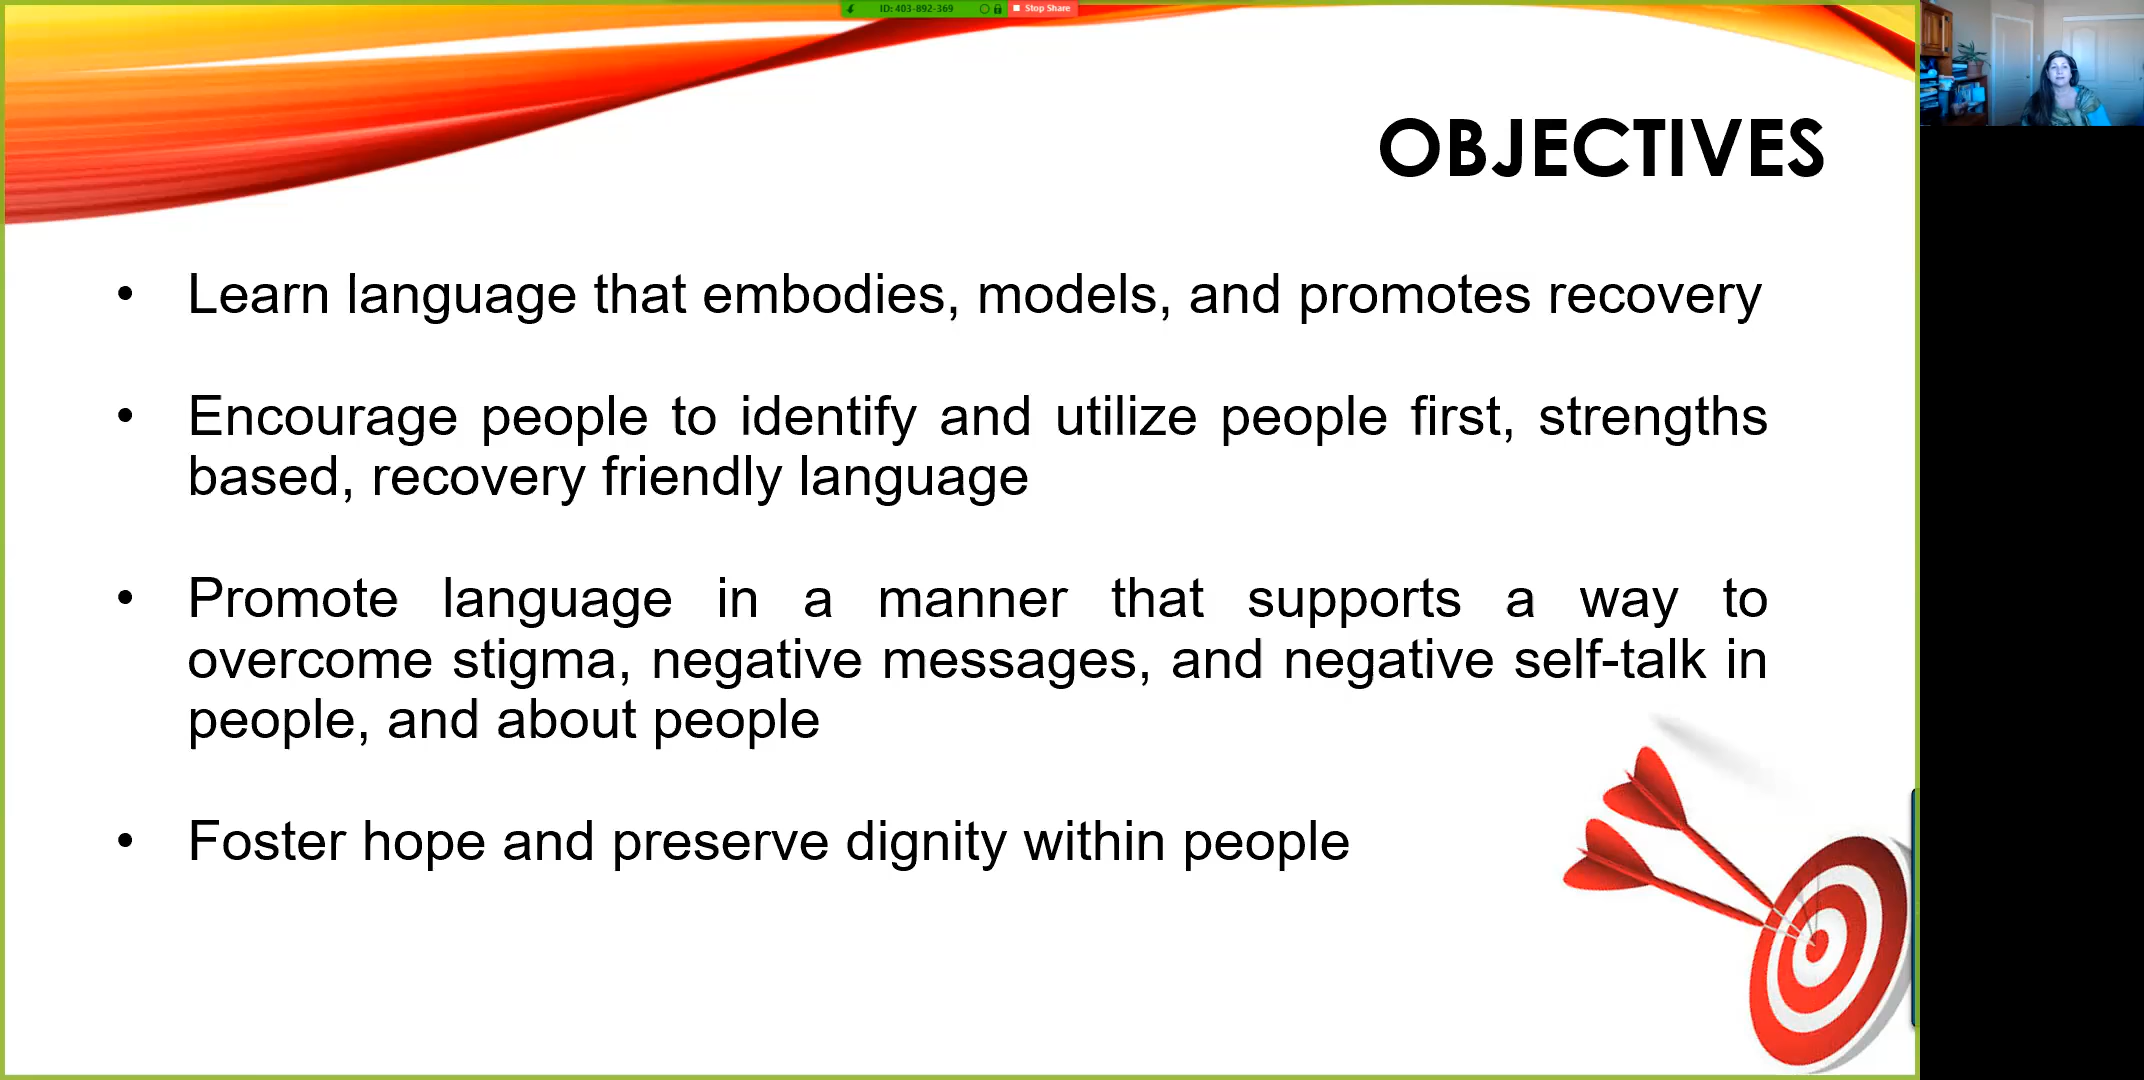 ID: 403-892-369 Stop Share
OBJECTIVES
• Learn language that embodies, models, and promotes recovery
• Encourage people to identify and utilize people first, strengths
based, recovery friendly language
• Promote language in a manner that supports a way to
overcome stigma, negative messages, and negative self-talk in
people, and about people
• Foster hope and preserve dignity within people